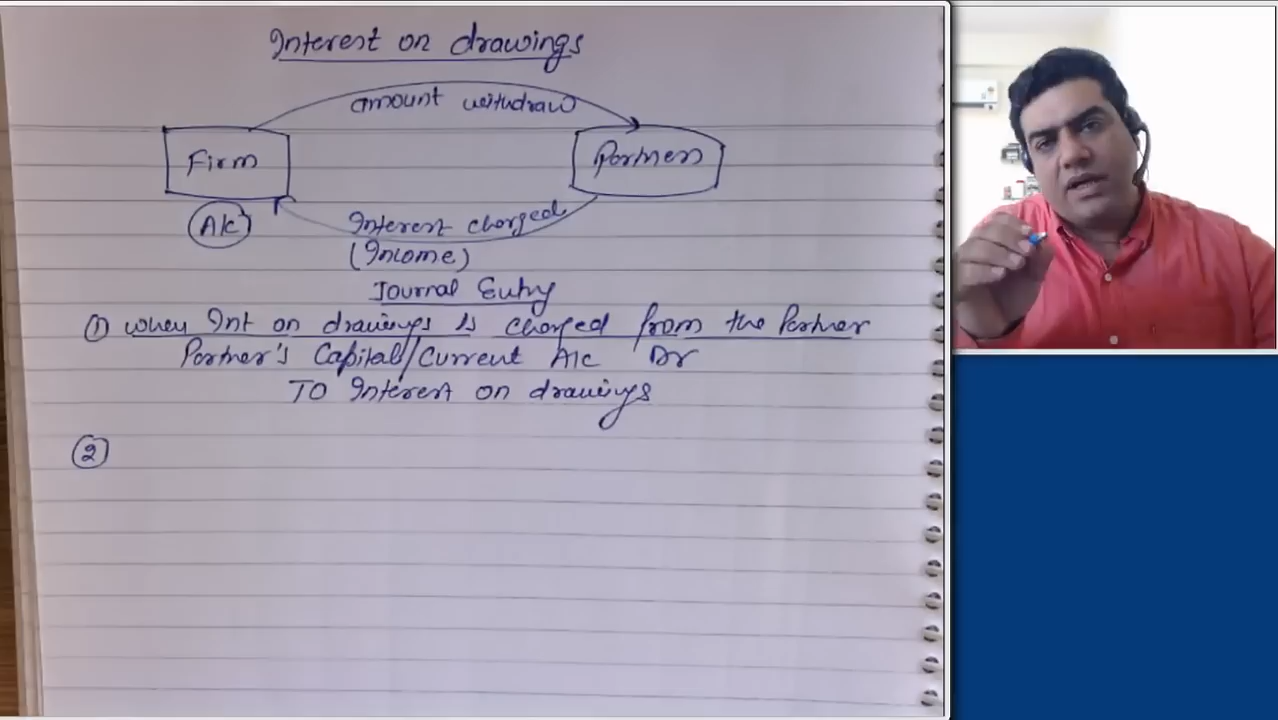 Interest on drawings
amount withdraw
Firm
Partners
A/c
Interest charged
(Income)
Journal Entry
① when Int on drawings is charged from the Partner
Partner's Capital/Current A/c Dr
TO Interest on drawings
②